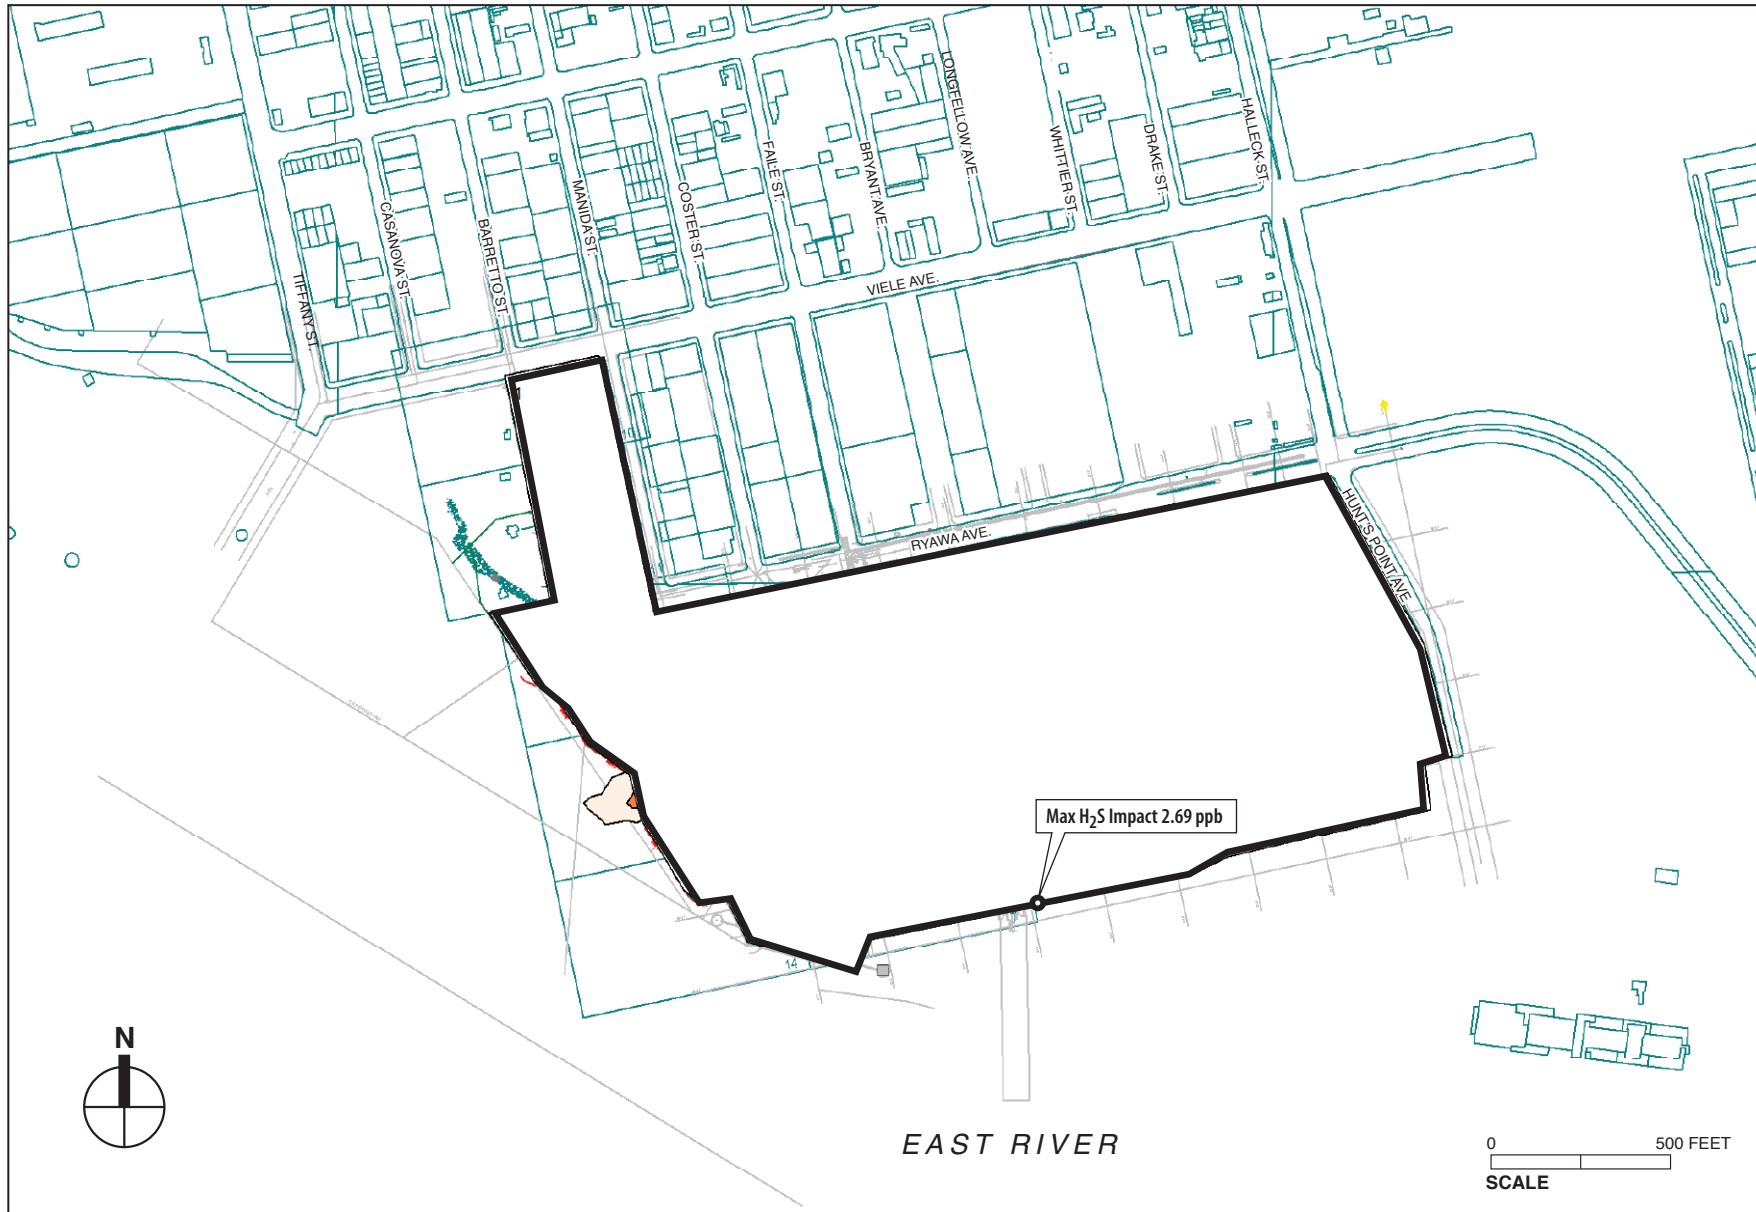 LONGFELLOW AVE.
HALLECK ST.
WHITTIER ST.
DRAKE ST.
FAILE ST.
BRYANT AVE.
MANIDA ST.
COSTER ST.
CASANOVA ST.
BARRETTO ST.
TIFFANY ST.
VIELE AVE.
HUNT'S POINT AVE
RYAWA AVE.
Max H2S Impact 2.69 ppb
14
N
EAST RIVER
0 500 FEET
SCALE